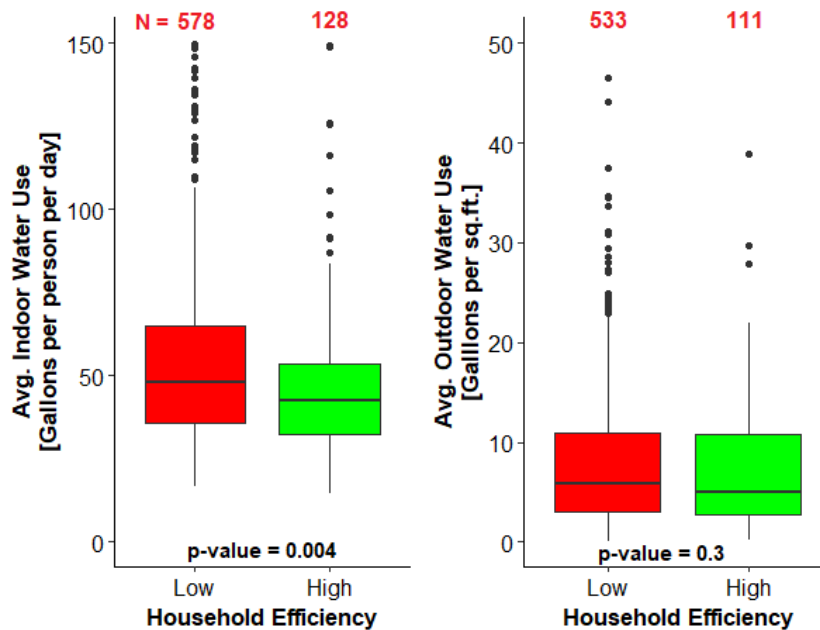 N = 578
128
150
100
50
0
Avg. Indoor Water Use
[Gallons per person per day]
p-value = 0.004
Low
High
Household Efficiency
533
111
50
40
30
20
10
0
Avg. Outdoor Water Use
[Galllons per sq.ft.]
p-value = 0.3
Low
High
Household Efficiency